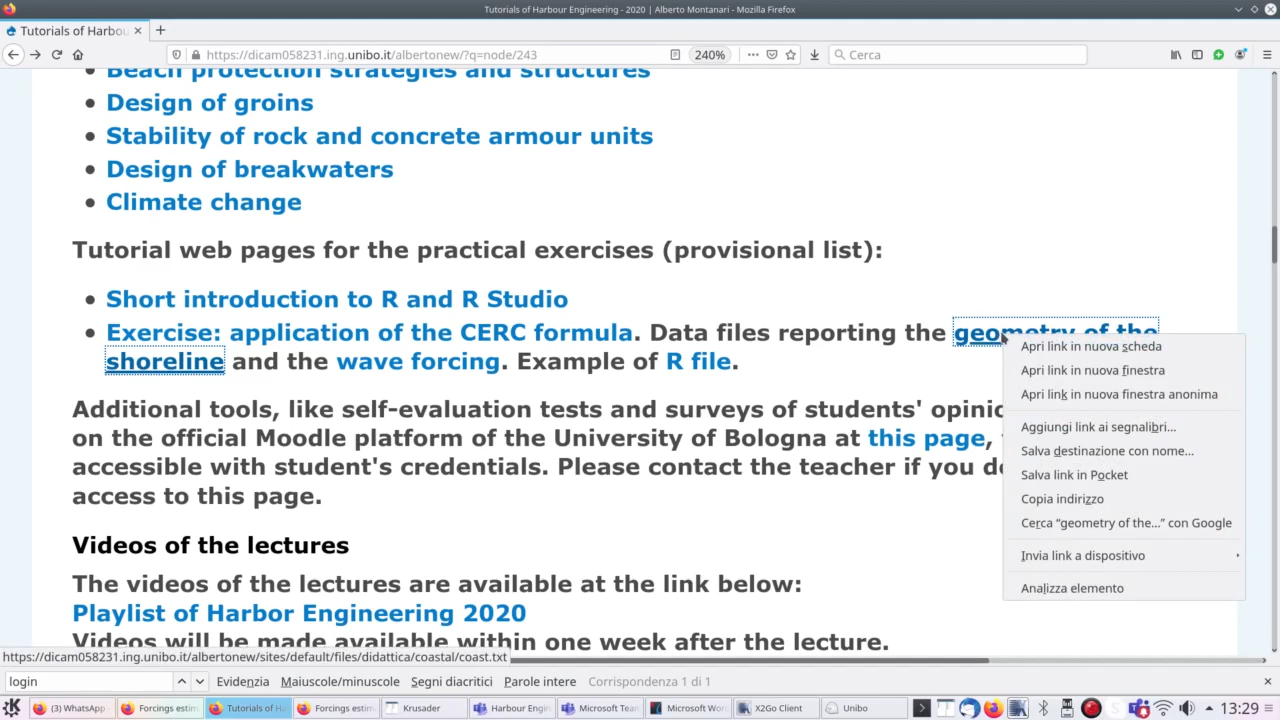 Tutorials of Harbour Engineering - 2020 | Alberto Montanari - Mozilla Firefox
Tutorials of Harbou
https://dicam058231.ing.unibo.it/albertonew/?q=node/243
240%
Cerca
Beach protection strategies and structures
Design of groins
Stability of rock and concrete armour units
Design of breakwaters
Climate change
Tutorial web pages for the practical exercises (provisional list):
Short introduction to R and R Studio
Exercise: application of the CERC formula. Data files reporting the geometry of the
shoreline and the wave forcing. Example of R file.
Apri link in nuova scheda
Apri link in nuova finestra
Apri link in nuova finestra anonima
Aggiungi link ai segnalibri...
Salva destinazione con nome...
Salva link in Pocket
Copia indirizzo
Cerca “geometry of the...” con Google
Invia link a dispositivo
Analizza elemento
Additional tools, like self-evaluation tests and surveys of students' opinio
on the official Moodle platform of the University of Bologna at this page,
accessible with student's credentials. Please contact the teacher if you do
access to this page.
Videos of the lectures
The videos of the lectures are available at the link below:
Playlist of Harbor Engineering 2020
Videos will be made available within one week after the lecture.
https://dicam058231.ing.unibo.it/albertonew/sites/default/files/didattica/coastal/coast.txt
login
Evidenzia
Maiuscole/minuscole
Segni diacritici
Parole intere
Corrispondenza 1 di 1
(3) WhatsApp
Forcings estim
Tutorials of Ha
Forcings estim
Krusader
Harbour Engin
Microsoft Team
Microsoft Wor
X2Go Client
Unibo
13:29